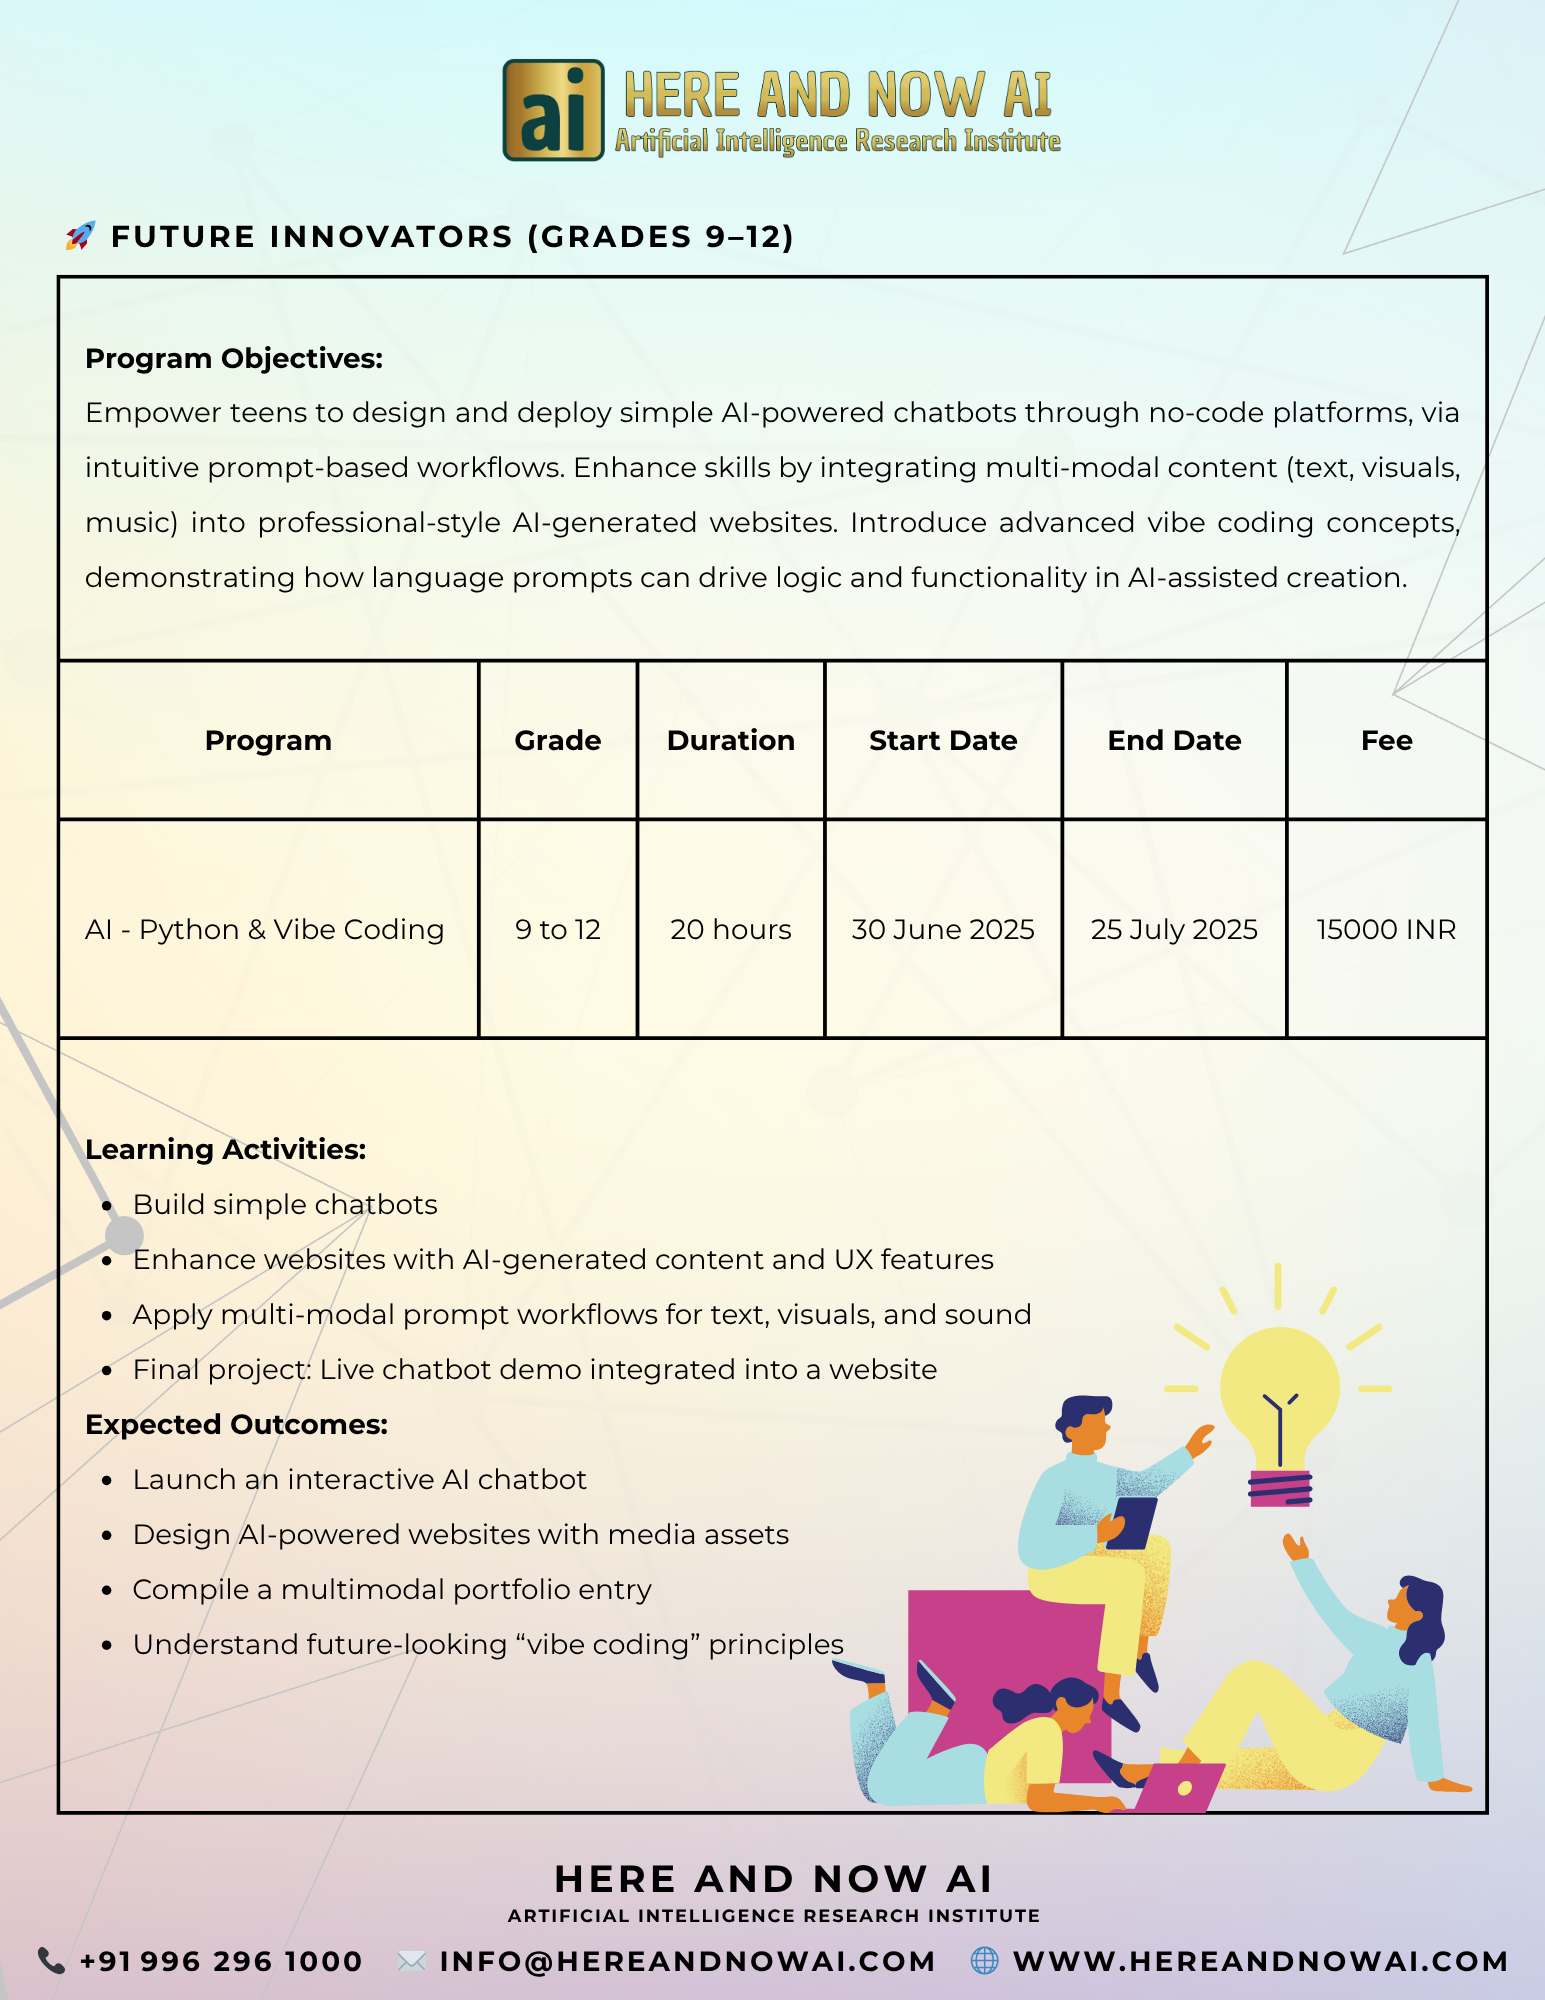 ai
HERE AND NOW AI
Artificial Intelligence Research Institute
🚀 FUTURE INNOVATORS (GRADES 9–12)
Program Objectives:
Empower teens to design and deploy simple AI-powered chatbots through no-code platforms, via
intuitive prompt-based workflows. Enhance skills by integrating multi-modal content (text, visuals,
music) into professional-style AI-generated websites. Introduce advanced vibe coding concepts,
demonstrating how language prompts can drive logic and functionality in AI-assisted creation.
Program Grade Duration Start Date End Date Fee
AI - Python & Vibe Coding 9 to 12 20 hours 30 June 2025 25 July 2025 15000 INR
Learning Activities:
• Build simple chatbots
• Enhance websites with AI-generated content and UX features
• Apply multi-modal prompt workflows for text, visuals, and sound
• Final project: Live chatbot demo integrated into a website
Expected Outcomes:
• Launch an interactive AI chatbot
• Design AI-powered websites with media assets
• Compile a multimodal portfolio entry
• Understand future-looking “vibe coding” principles
HERE AND NOW AI
ARTIFICIAL INTELLIGENCE RESEARCH INSTITUTE
📞 +91 996 296 1000 ✉️ INFO@HEREANDNOWAI.COM 🌐 WWW.HEREANDNOWAI.COM